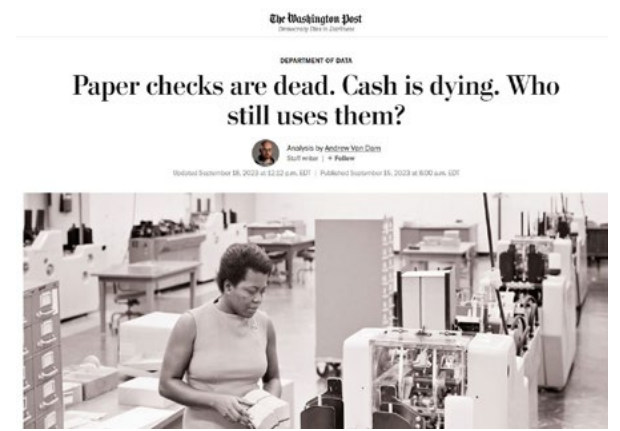 The Washington Post
Democracy Dies in Darkness
DEPARTMENT OF DATA
Paper checks are dead. Cash is dying. Who
still uses them?
Analysis by Andrew Van Dam
Staff writer | + Follow
Updated September 18, 2023 at 12:12 p.m. EDT | Published September 15, 2023 at 6:00 a.m. EDT